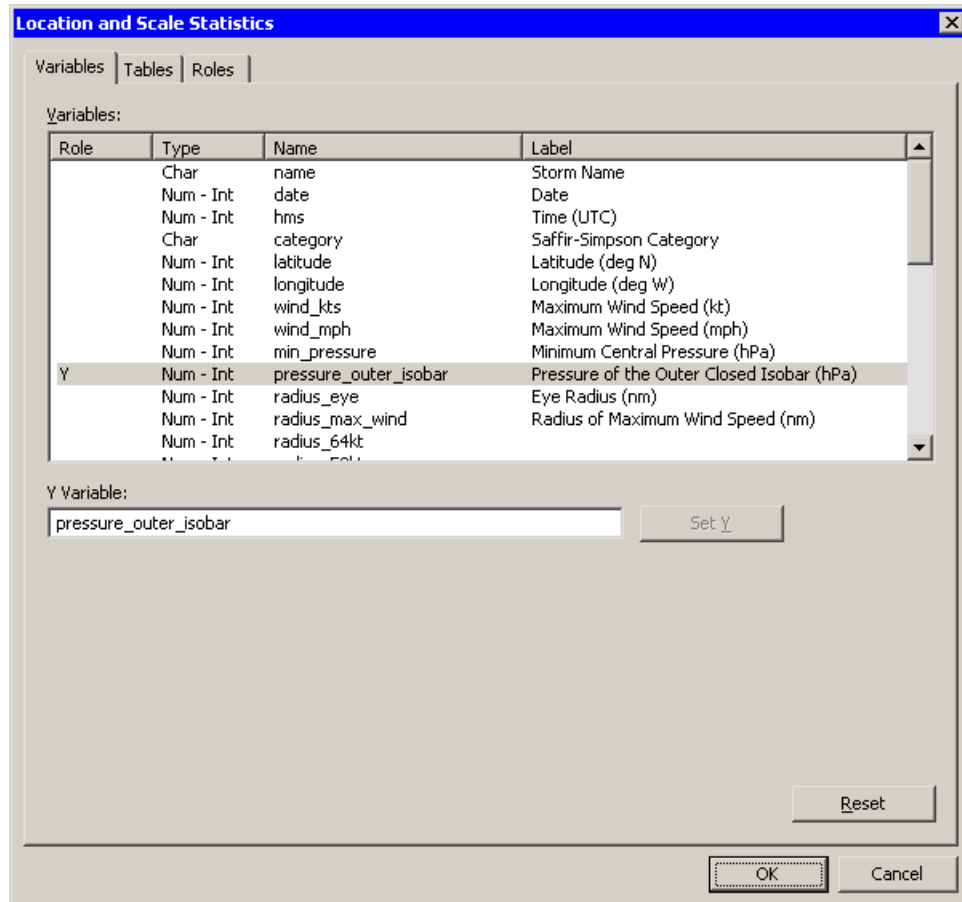 Location and Scale Statistics
Variables Tables Roles
Variables:
Role Type Name Label
Char name Storm Name
Num - Int date Date
Num - Int hms Time (UTC)
Char category Saffir-Simpson Category
Num - Int latitude Latitude (deg N)
Num - Int longitude Longitude (deg W)
Num - Int wind_kts Maximum Wind Speed (kt)
Num - Int wind_mph Maximum Wind Speed (mph)
Num - Int min_pressure Minimum Central Pressure (hPa)
Y Num - Int pressure_outer_isobar Pressure of the Outer Closed Isobar (hPa)
Num - Int radius_eye Eye Radius (nm)
Num - Int radius_max_wind Radius of Maximum Wind Speed (nm)
Num - Int radius_64kt
Y Variable:
pressure_outer_isobar Set Y
Reset
OK Cancel